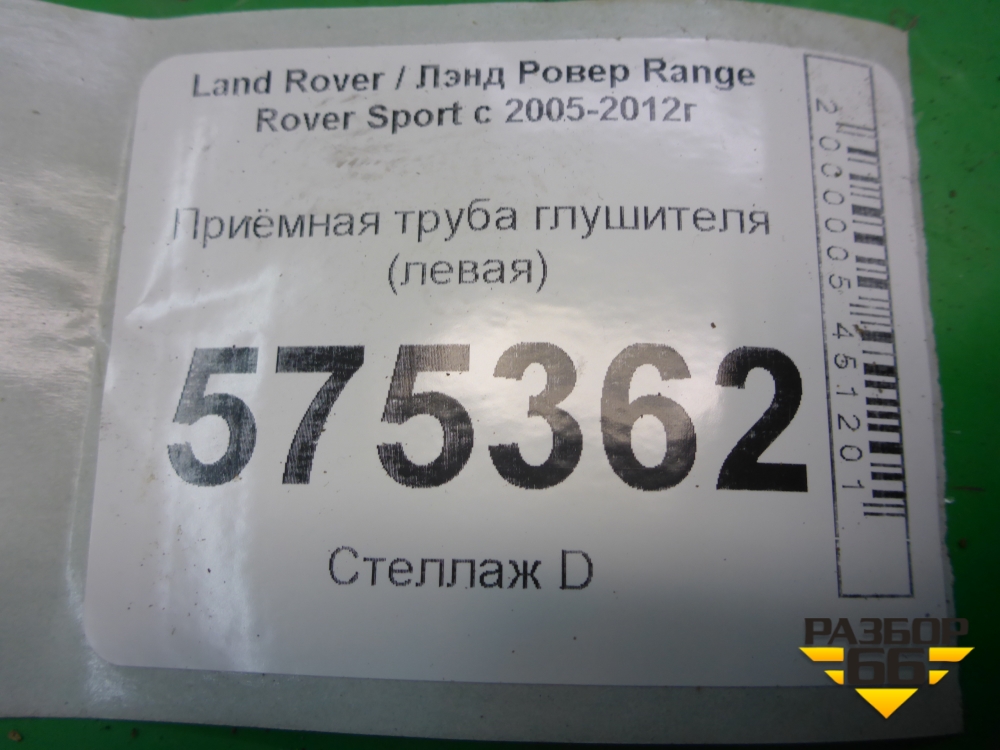 Land Rover / Лэнд Ровер Range
Rover Sport с 2005-2012г
Приёмная труба глушителя
(левая)
575362
Стеллаж D
2000005451201
РАЗБОР
66